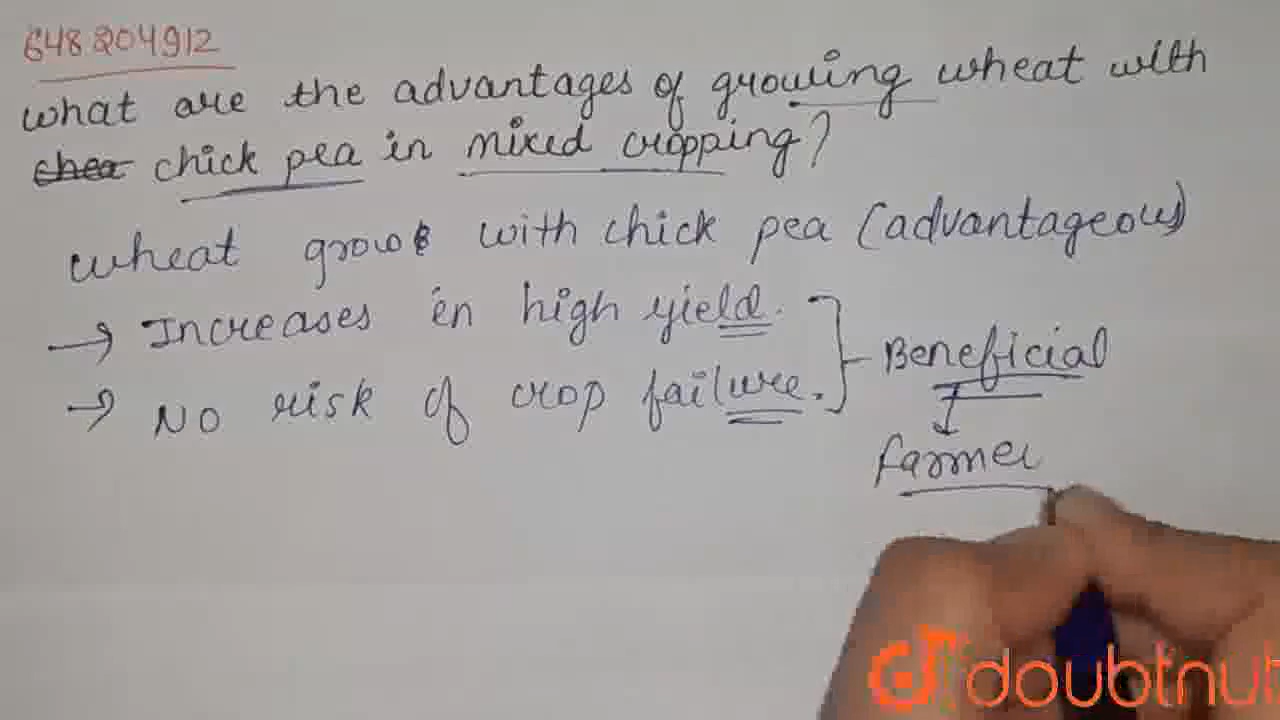 648204912
what are the advantages of growing wheat with
chea chick pea in mixed cropping?
wheat grows with chick pea (advantageous)
→ Increases in high yield.
→ No risk of crop failure.
Beneficial
farmer
doubtnut